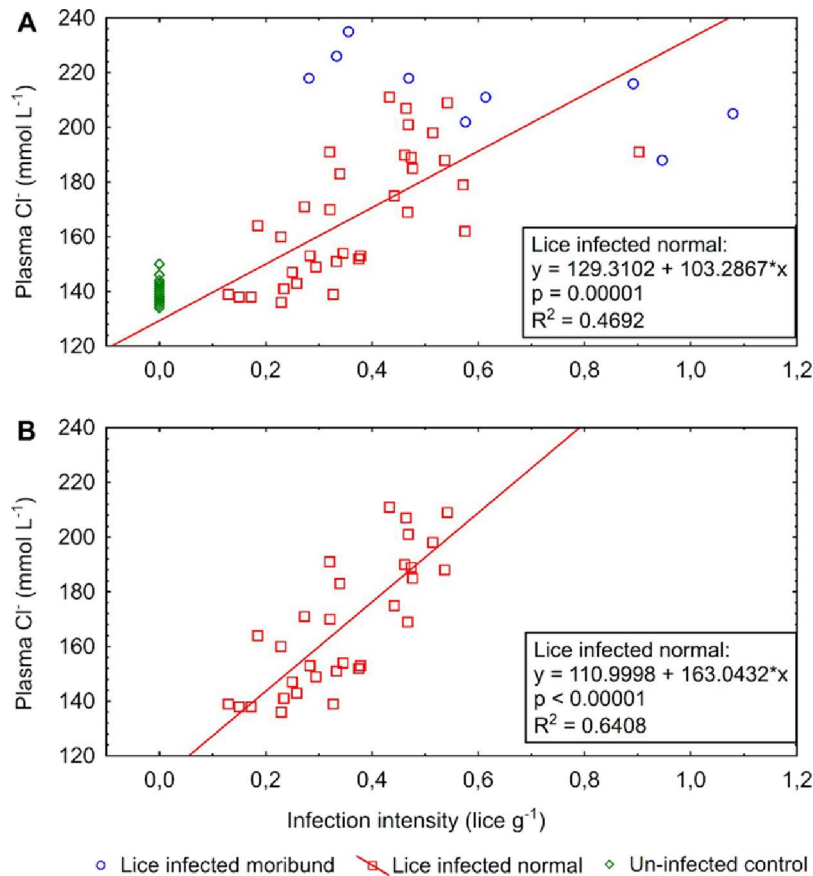 A
240
220
200
180
160
140
120
Plasma Cl⁻ (mmol L⁻¹)
Lice infected normal:
y = 129.3102 + 103.2867*x
p = 0.00001
R² = 0.4692
0,0 0,2 0,4 0,6 0,8 1,0 1,2
B
240
220
200
180
160
140
120
Plasma Cl⁻ (mmol L⁻¹)
Lice infected normal:
y = 110.9998 + 163.0432*x
p < 0.00001
R² = 0.6408
0,0 0,2 0,4 0,6 0,8 1,0 1,2
Infection intensity (lice g⁻¹)
Lice infected moribund Lice infected normal Un-infected control